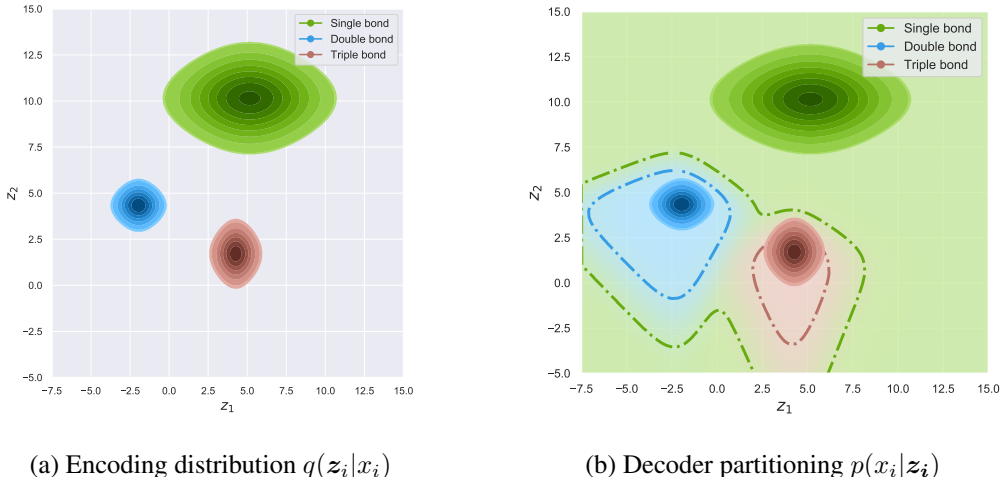 15.0
12.5
10.0
7.5
5.0
2.5
0.0
−2.5
−5.0
z2
−7.5 −5.0 −2.5 0.0 2.5 5.0 7.5 10.0 12.5 15.0
z1
Single bond
Double bond
Triple bond
(a) Encoding distribution q(z_i|x_i)
15.0
12.5
10.0
7.5
5.0
2.5
0.0
−2.5
−5.0
z2
−7.5 −5.0 −2.5 0.0 2.5 5.0 7.5 10.0 12.5 15.0
z1
Single bond
Double bond
Triple bond
(b) Decoder partitioning p(x_i|z_i)